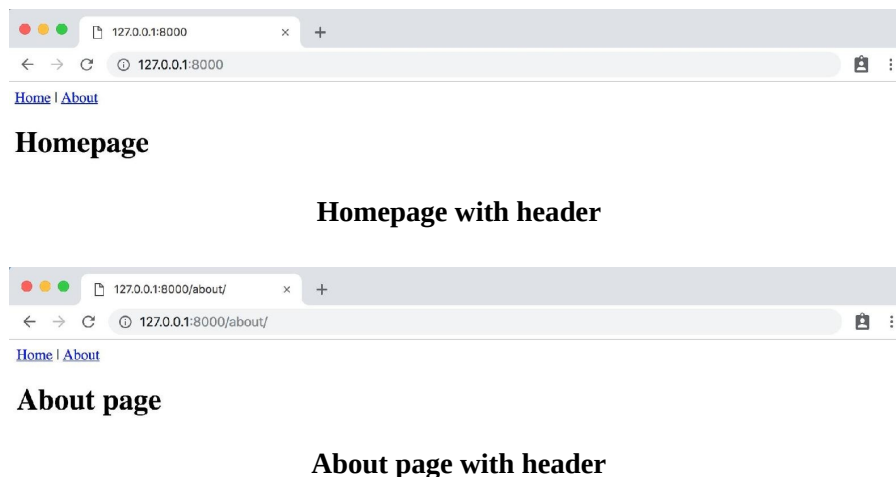 127.0.0.1:8000
127.0.0.1:8000
Home | About
Homepage
Homepage with header
127.0.0.1:8000/about/
127.0.0.1:8000/about/
Home | About
About page
About page with header